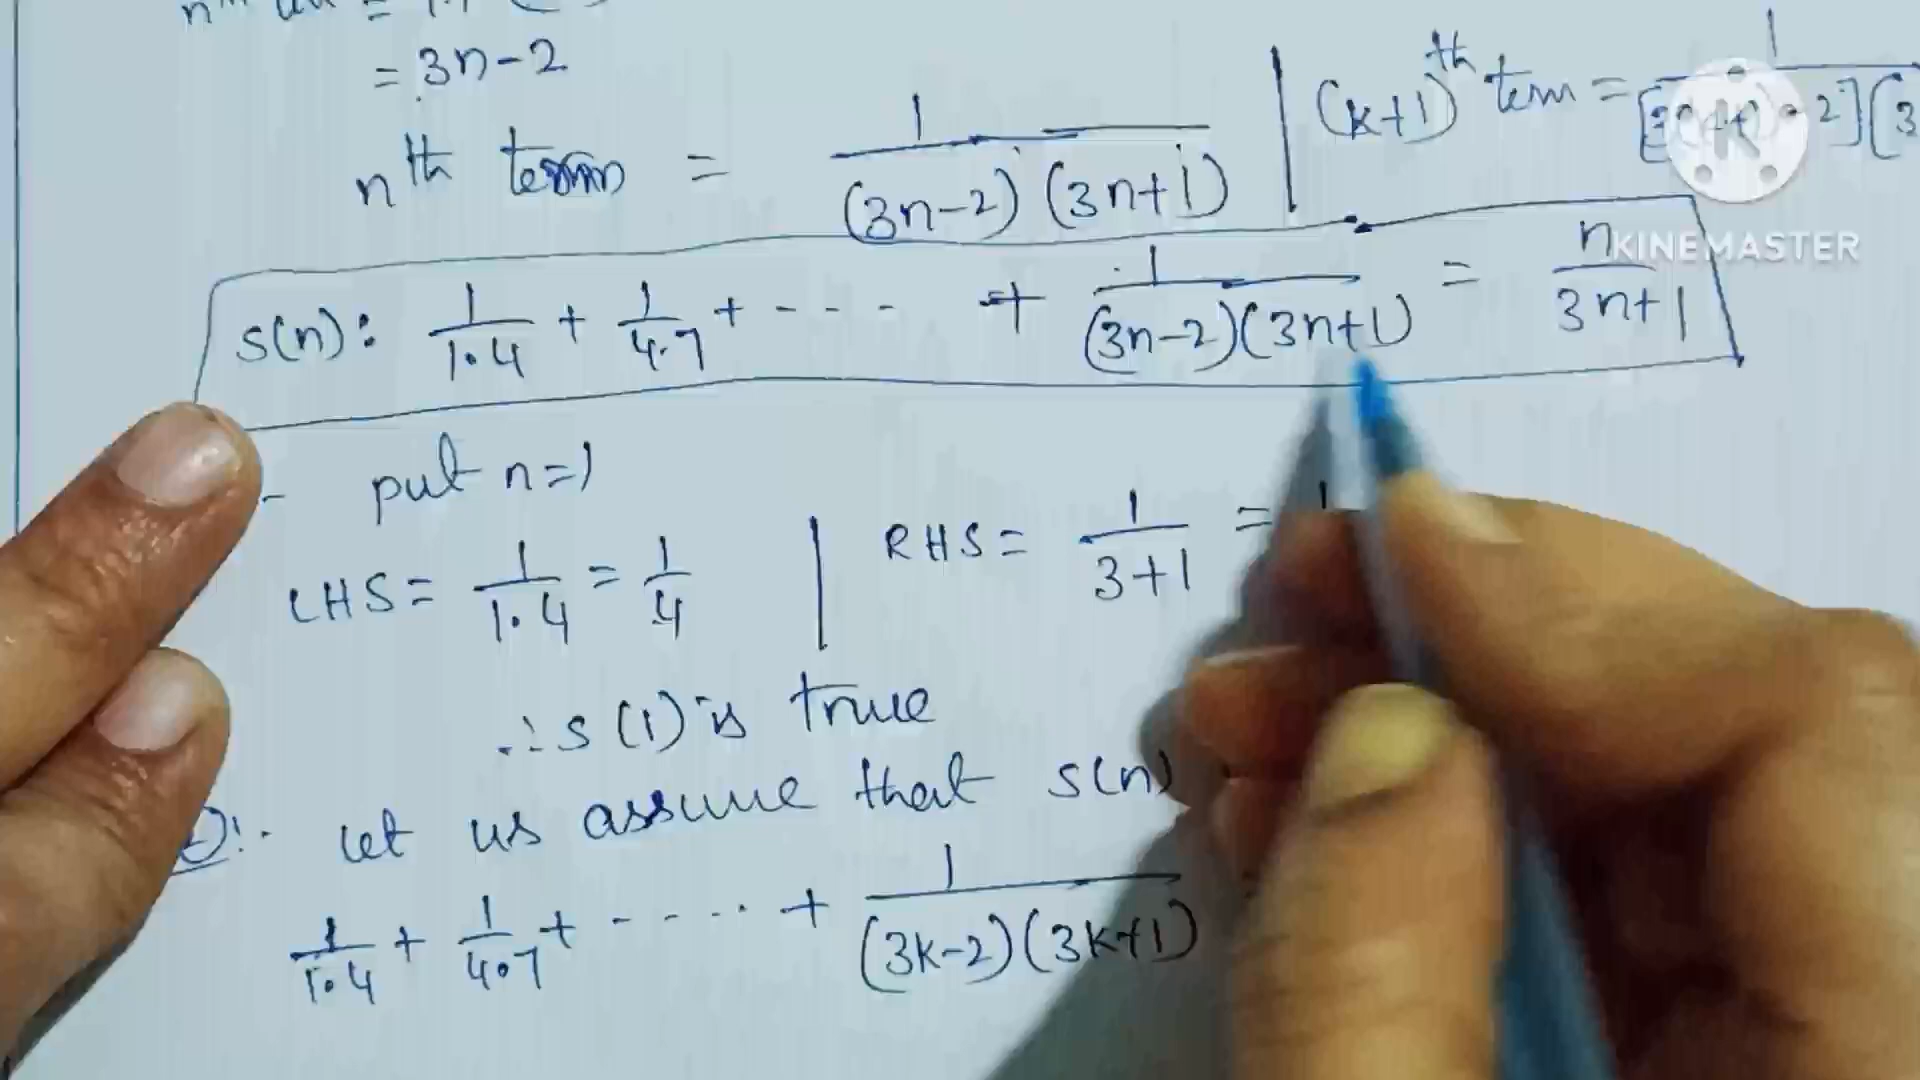 = 3n-2
nth term = 1/(3n-2)(3n+1)
(k+1)th term = 1/
KINEMASTER
s(n): 1/1.4 + 1/4.7 + - - - - + 1/(3n-2)(3n+1) = n/3n+1
- put n=1
LHS = 1/1.4 = 1/4
RHS = 1/3+1 =
∴ s(1) is true
let us assume that s(n)
1/1.4 + 1/4.7 + - - - - + 1/(3k-2)(3k+1)